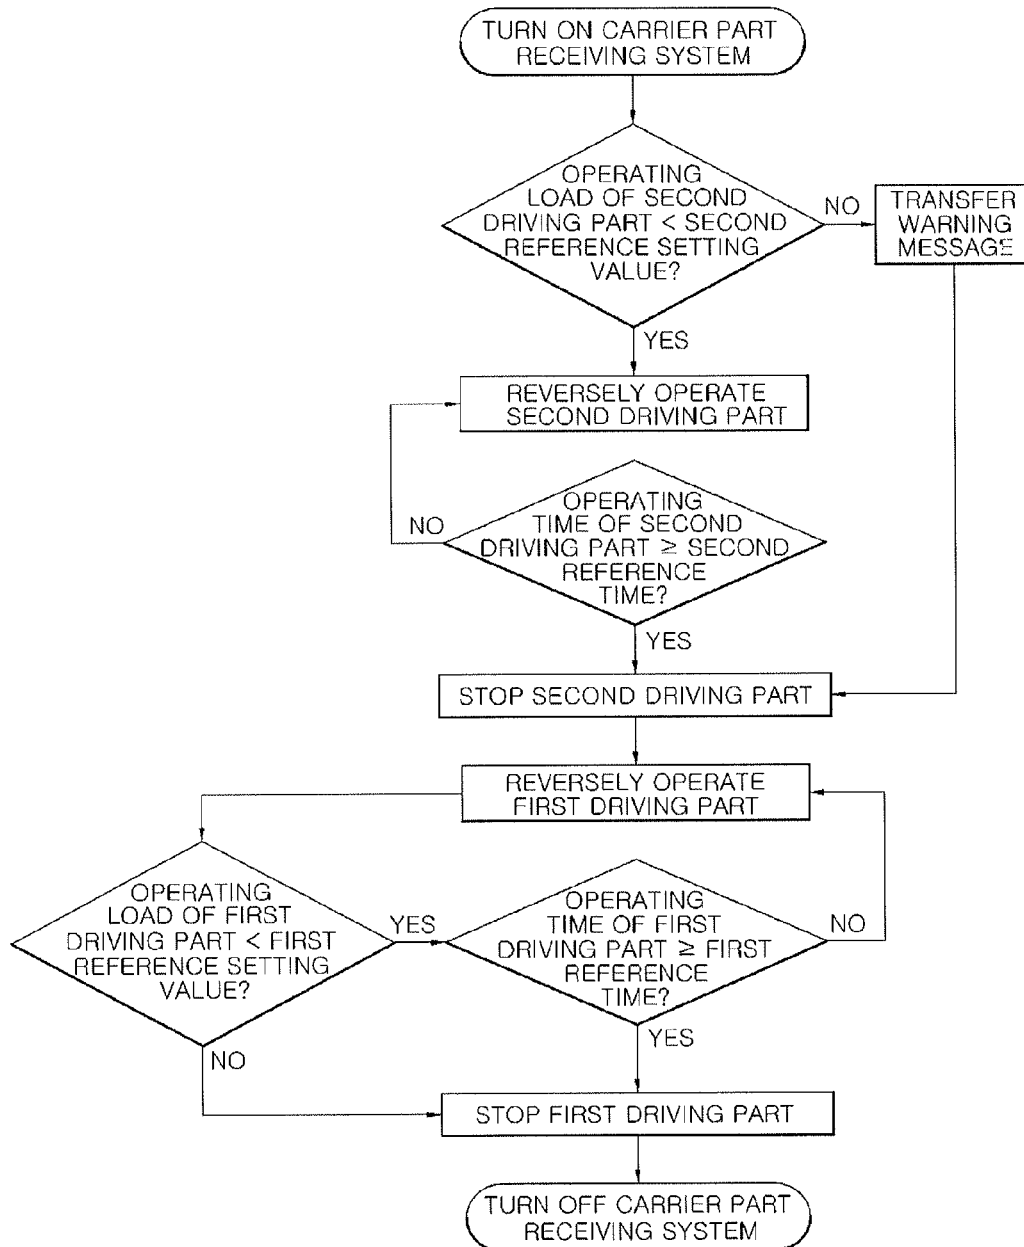 TURN ON CARRIER PART
RECEIVING SYSTEM
OPERATING
LOAD OF SECOND
DRIVING PART < SECOND
REFERENCE SETTING
VALUE?
NO
TRANSFER
WARNING
MESSAGE
YES
REVERSELY OPERATE
SECOND DRIVING PART
OPERATING
TIME OF SECOND
DRIVING PART ≥ SECOND
REFERENCE
TIME?
NO
YES
STOP SECOND DRIVING PART
REVERSELY OPERATE
FIRST DRIVING PART
OPERATING
LOAD OF FIRST
DRIVING PART < FIRST
REFERENCE SETTING
VALUE?
YES
NO
OPERATING
TIME OF FIRST
DRIVING PART ≥ FIRST
REFERENCE
TIME?
NO
YES
STOP FIRST DRIVING PART
TURN OFF CARRIER PART
RECEIVING SYSTEM